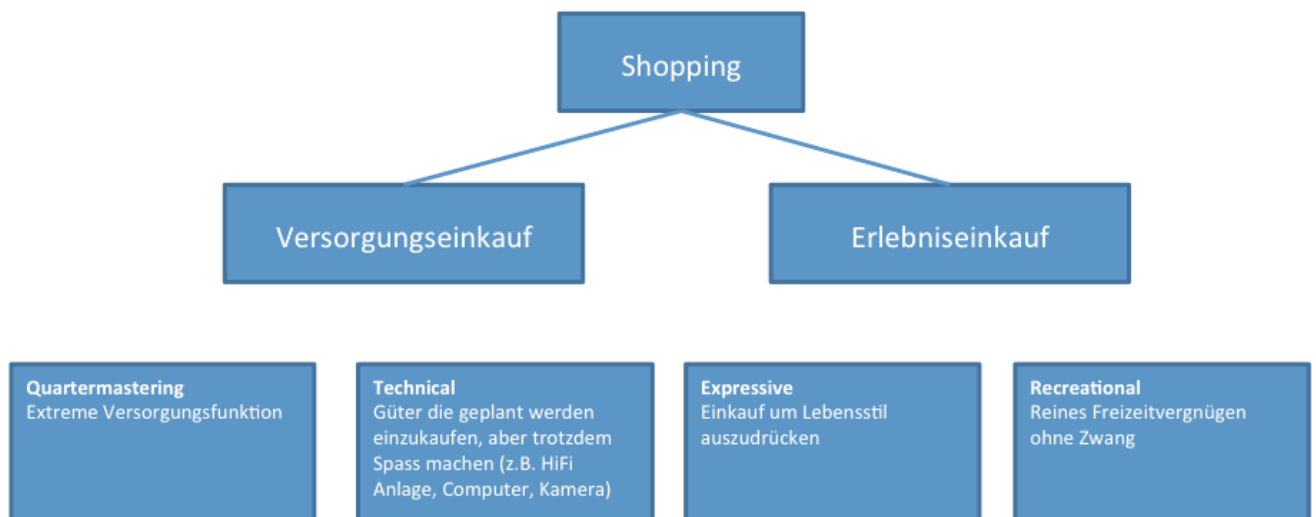 Shopping
Versorgungseinkauf
Erlebniseinkauf
Quartermastering
Extreme Versorgungsfunktion
Technical
Güter die geplant werden
einzukaufen, aber trotzdem
Spass machen (z.B. HiFi
Anlage, Computer, Kamera)
Expressive
Einkauf um Lebensstil
auszudrücken
Recreational
Reines Freizeitvergnügen
ohne Zwang